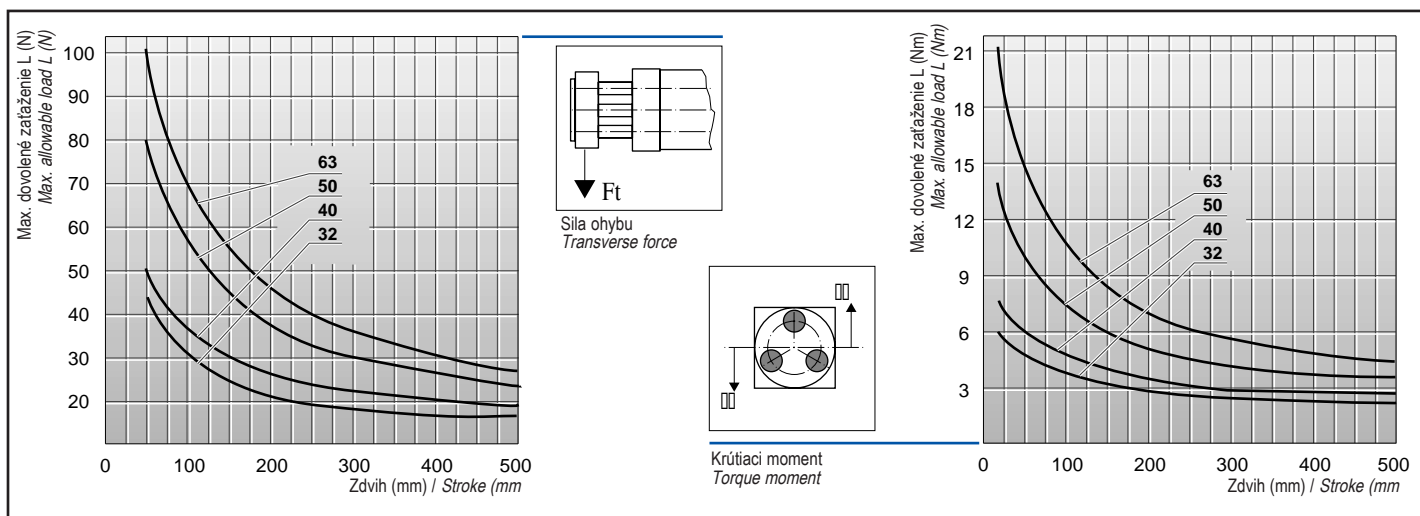 Max. dovolené zaťaženie L (N)
Max. allowable load L (N)
100
90
80
70
60
50
40
30
20
63
50
40
32
0 100 200 300 400 500
Zdvih (mm) / Stroke (mm
Ft
Sila ohybu
Transverse force
Krútiaci moment
Torque moment
Max. dovolené zaťaženie L (Nm)
Max. allowable load L (Nm)
21
18
15
12
9
6
3
63
50
40
32
0 100 200 300 400 500
Zdvih (mm) / Stroke (mm